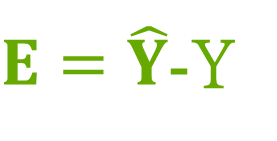 E = Ŷ-Y